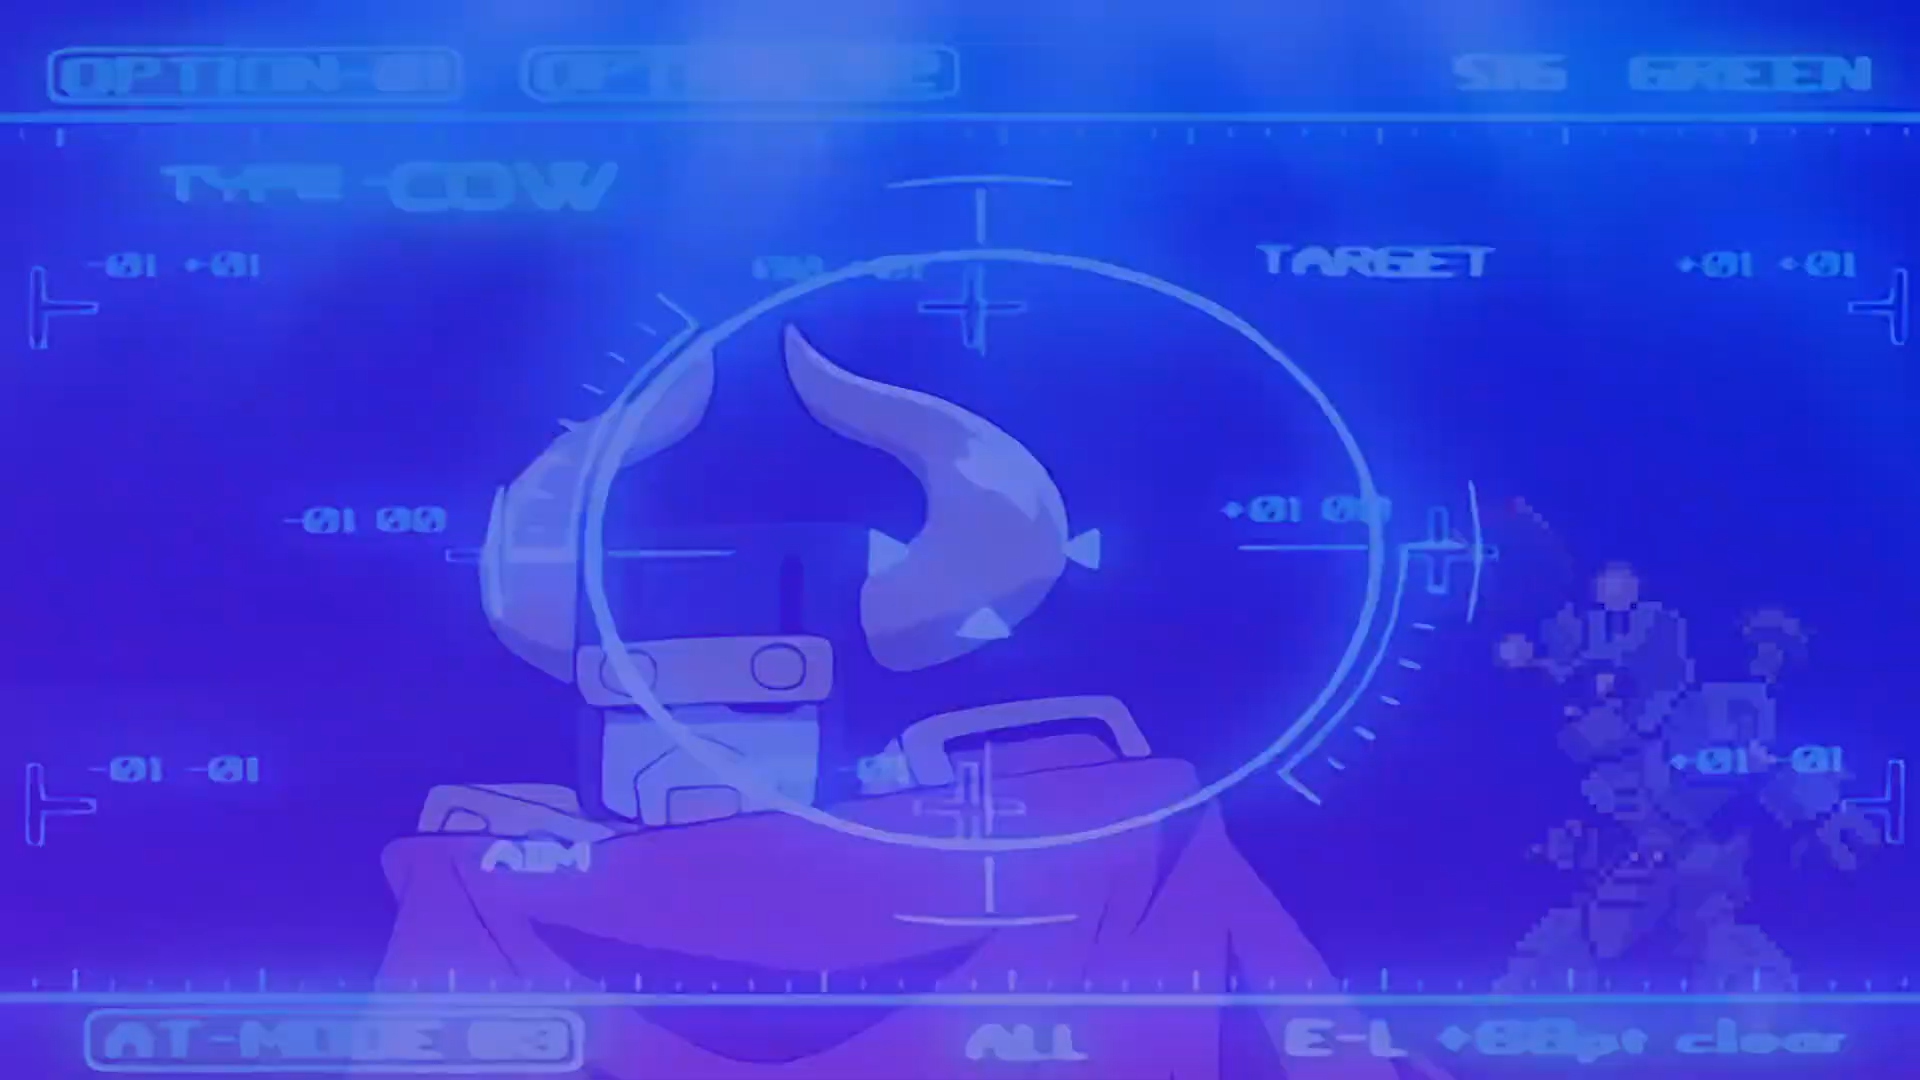 OPTION-01 SIG GREEN
TYPE-COW
-01 +01 TARGET +01 +01
-01 00 +01 00
-01 -01 +01 -01
AIM
AT-MODE 03 ALL E-L +88pt clear